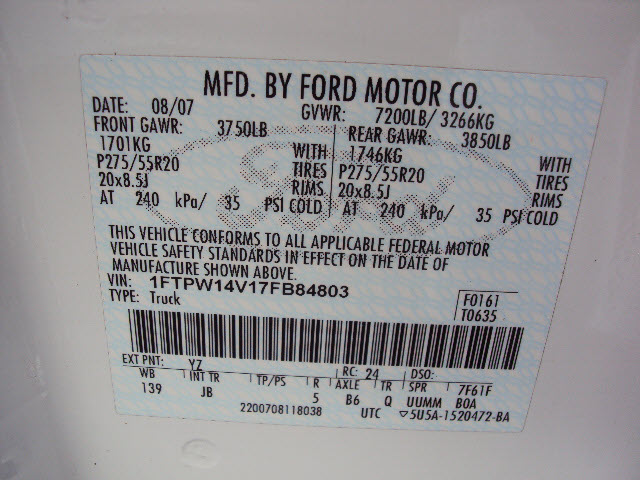 MFD. BY FORD MOTOR CO.
DATE: 08/07 GVWR: 7200LB/ 3266KG
FRONT GAWR: 3750LB REAR GAWR: 3850LB
1701KG WITH 1746KG WITH
P275/55R20 TIRES P275/55R20 TIRES
20x8.5J RIMS 20x8.5J RIMS
AT 240 kPa/ 35 PSI COLD AT 240 kPa/ 35 PSI COLD
Ford
THIS VEHICLE CONFORMS TO ALL APPLICABLE FEDERAL MOTOR
VEHICLE SAFETY STANDARDS IN EFFECT ON THE DATE OF
MANUFACTURE SHOWN ABOVE.
VIN: 1FTPW14V17FB84803 F0161
TYPE: Truck T0635
EXT PNT: YZ RC: 24 DSO:
WB INT TR TP/PS R AXLE TR SPR 7F61F
139 JB 5 B6 Q UUMM BOA
2200708118038 UTC ▽5U5A-1520472-BA